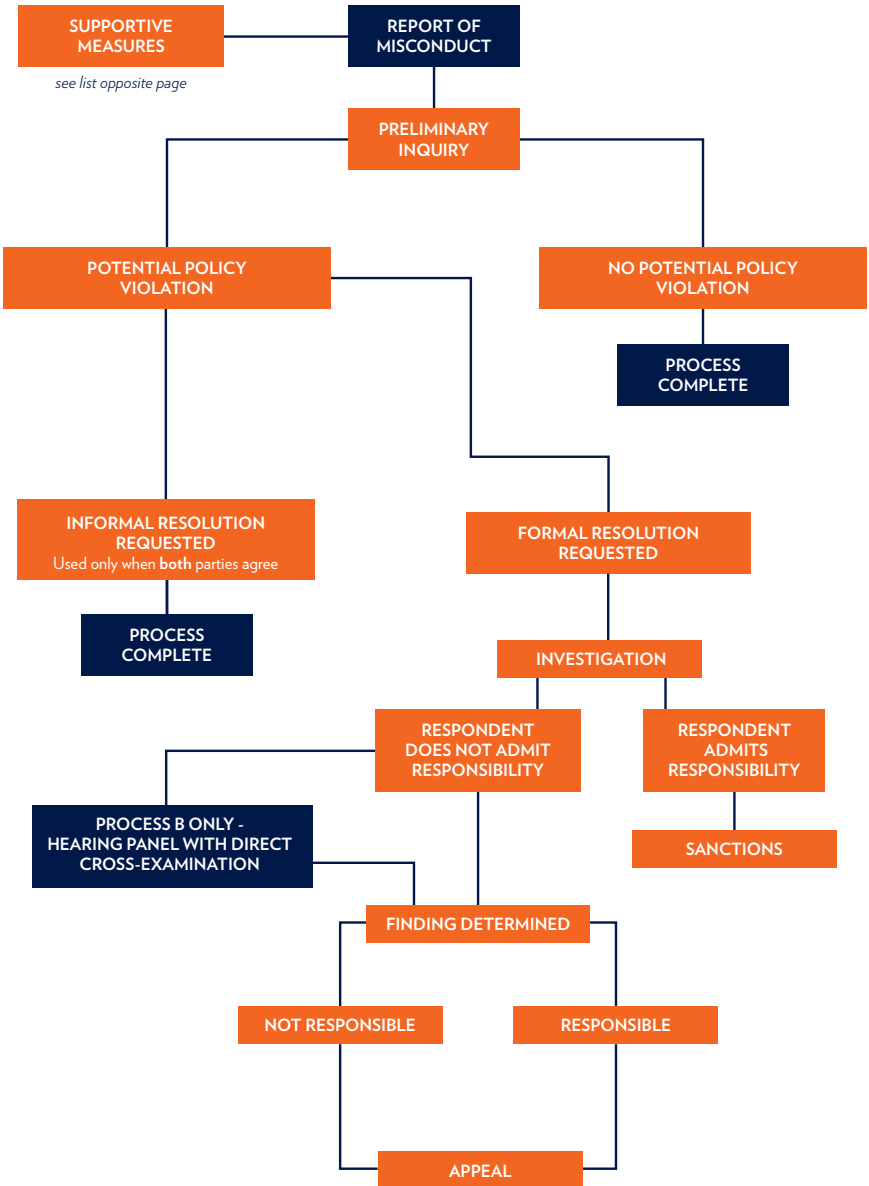 SUPPORTIVE
MEASURES
REPORT OF
MISCONDUCT
see list opposite page
PRELIMINARY
INQUIRY
POTENTIAL POLICY
VIOLATION
NO POTENTIAL POLICY
VIOLATION
PROCESS
COMPLETE
INFORMAL RESOLUTION
REQUESTED
Used only when both parties agree
FORMAL RESOLUTION
REQUESTED
PROCESS
COMPLETE
INVESTIGATION
RESPONDENT
DOES NOT ADMIT
RESPONSIBILITY
RESPONDENT
ADMITS
RESPONSIBILITY
PROCESS B ONLY -
HEARING PANEL WITH DIRECT
CROSS-EXAMINATION
SANCTIONS
FINDING DETERMINED
NOT RESPONSIBLE
RESPONSIBLE
APPEAL